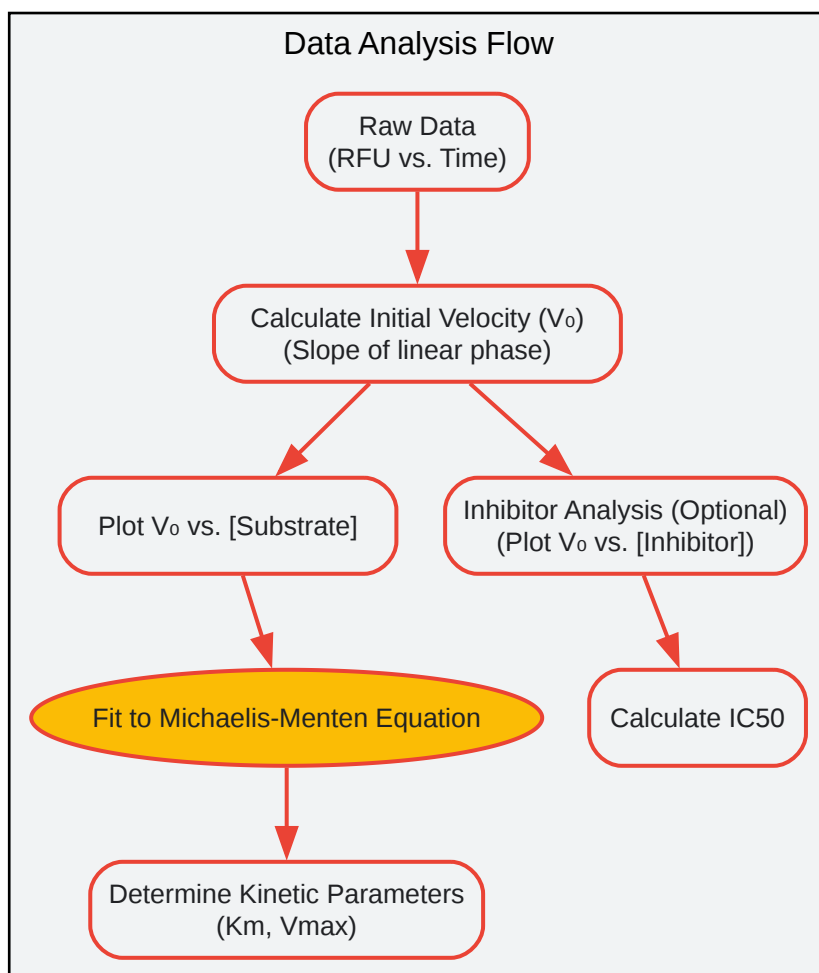 Data Analysis Flow
Raw Data
(RFU vs. Time)
Calculate Initial Velocity (V₀)
(Slope of linear phase)
Plot V₀ vs. [Substrate]
Inhibitor Analysis (Optional)
(Plot V₀ vs. [Inhibitor])
Fit to Michaelis-Menten Equation
Calculate IC50
Determine Kinetic Parameters
(Km, Vmax)